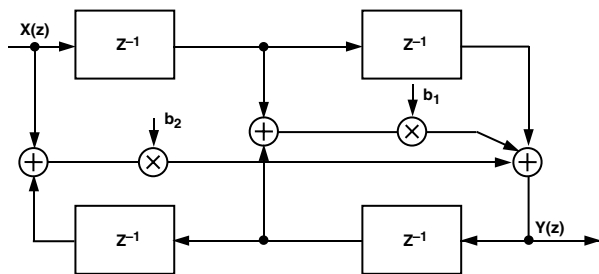 X(z)
Z⁻¹
Z⁻¹
b₁
b₂
+
×
+
×
+
Z⁻¹
Z⁻¹
Y(z)